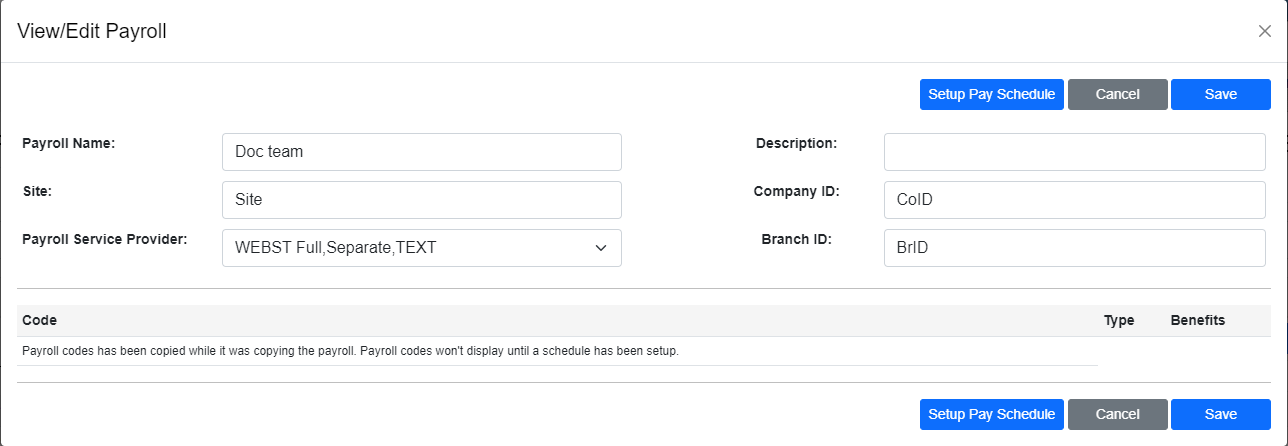 View/Edit Payroll
Setup Pay Schedule Cancel Save
Payroll Name: Doc team Description:
Site: Site Company ID: CoID
Payroll Service Provider: WEBST Full,Separate,TEXT Branch ID: BrID
Code Type Benefits
Payroll codes has been copied while it was copying the payroll. Payroll codes won't display until a schedule has been setup.
Setup Pay Schedule Cancel Save